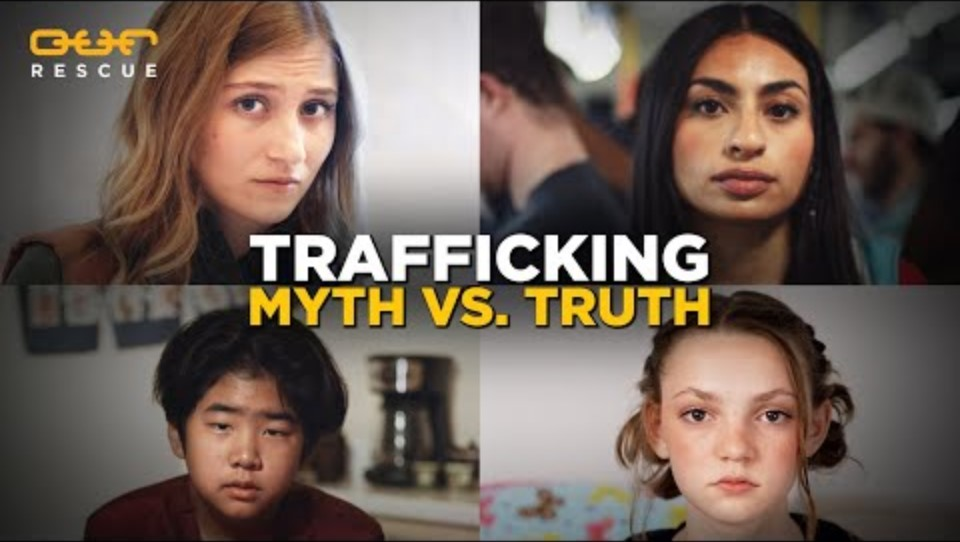 OUR
RESCUE
TRAFFICKING
MYTH VS. TRUTH